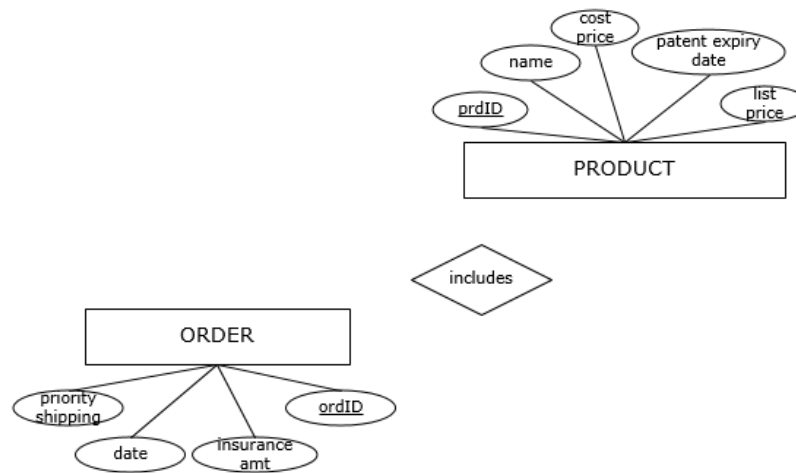 cost
price
patent expiry
date
name
list
price
prdID
PRODUCT
includes
ORDER
priority
shipping
ordID
date
insurance
amt